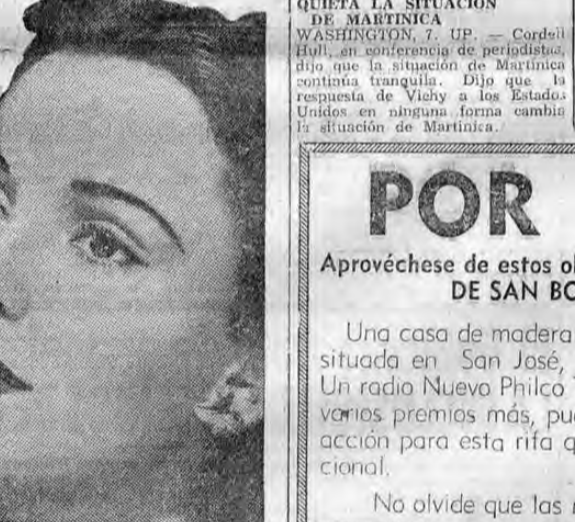 QUIETA LA SITUACION
DE MARTINICA
WASHINGTON, 7. UP. — Cordell
Hull, en conferencia de periodistas,
dijo que la situación de Martinica
continúa tranquila. Dijo que la
respuesta de Vichy a los Estados
Unidos en ninguna forma cambia
la situación de Martinica.
POR
Aprovéchese de estos
DE SAN
Una casa de madera
situada en San José,
Un radio Nuevo Philco
varios premios más,
acción para esta rifa
cional.
No olvide que las